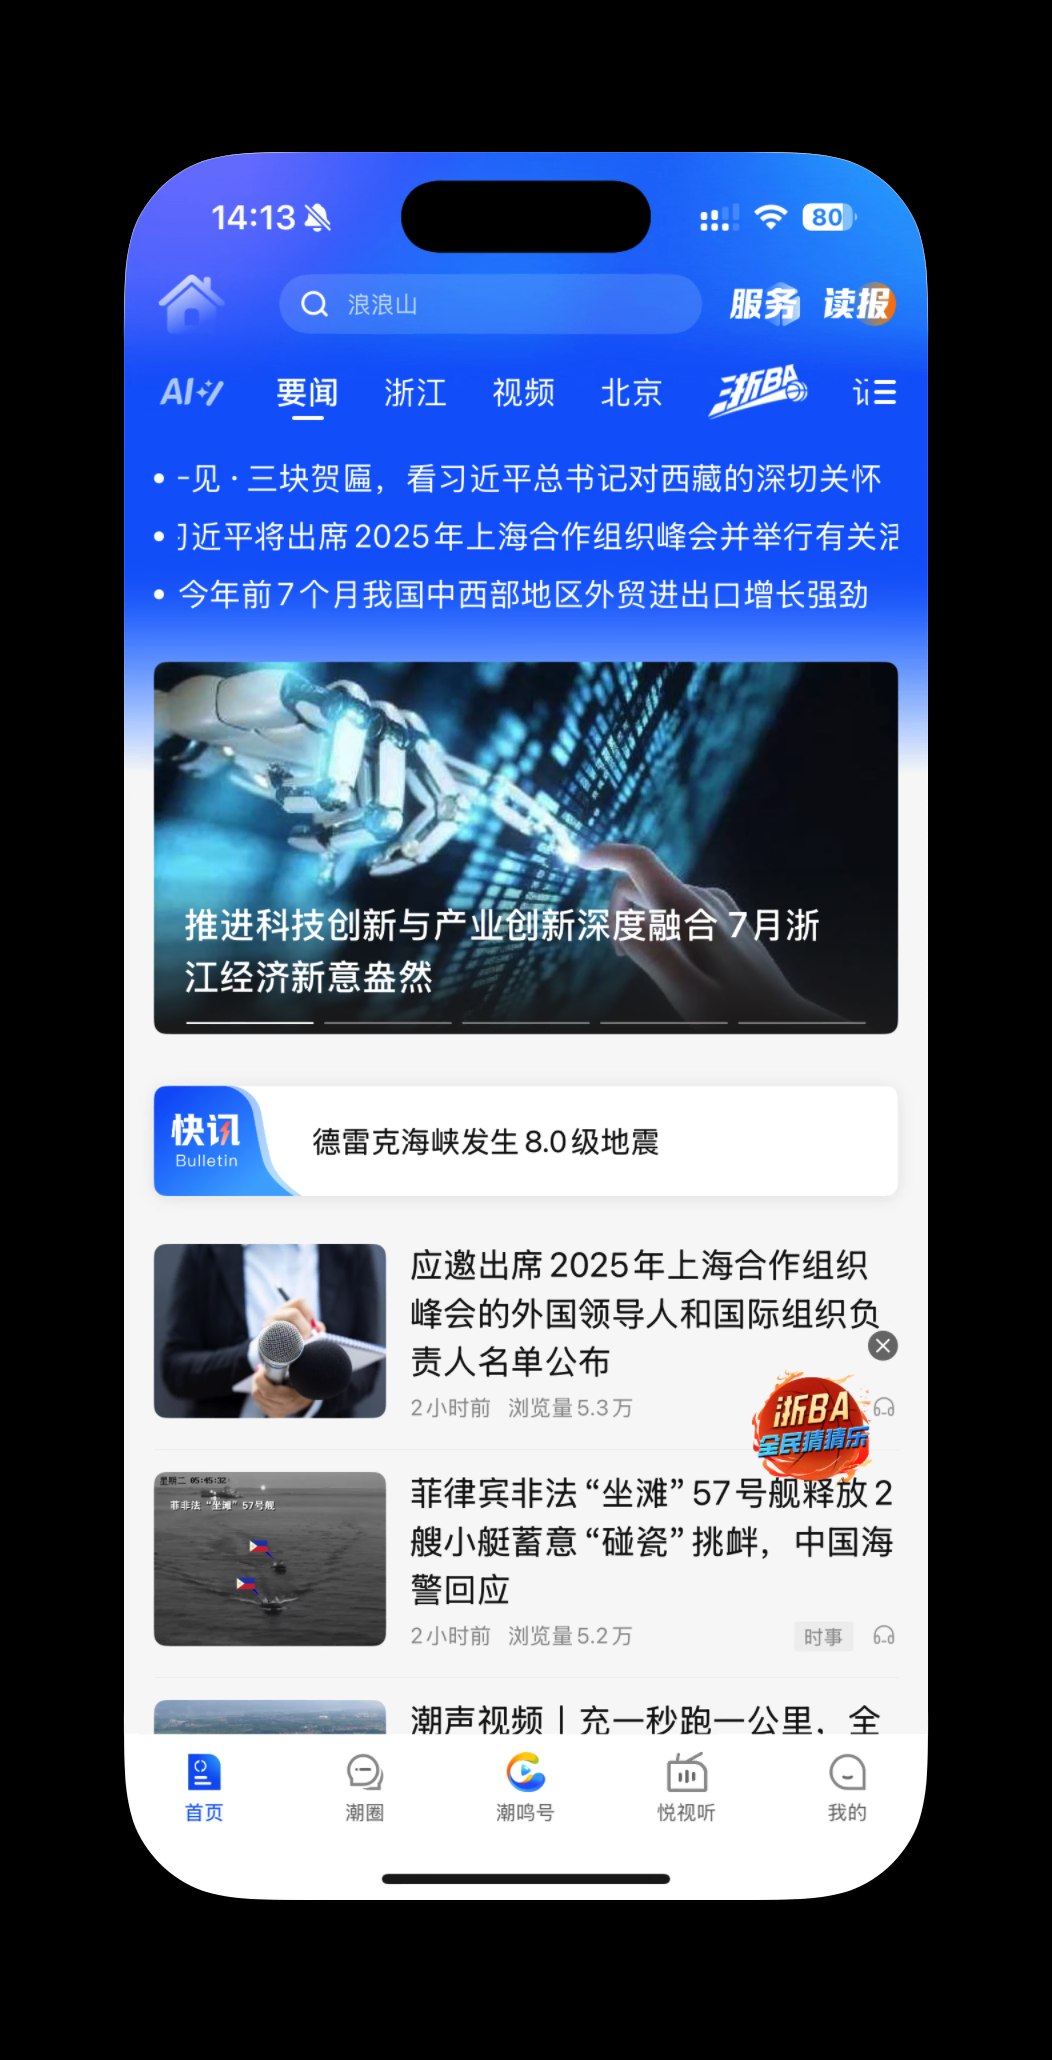 14:13
80
浪浪山
服务 读报
AI
要闻 浙江 视频 北京 浙BA
见 · 三块贺匾，看习近平总书记对西藏的深切关怀
近平将出席2025年上海合作组织峰会并举行有关
今年前7个月我国中西部地区外贸进出口增长强劲
推进科技创新与产业创新深度融合 7月浙
江经济新意盎然
快讯
Bulletin
德雷克海峡发生8.0级地震
应邀出席2025年上海合作组织
峰会的外国领导人和国际组织负
责人名单公布
2小时前 浏览量5.3万
浙BA
全民猜猜乐
星期二 05:45:32
菲非法“坐滩”57号舰
菲律宾非法“坐滩”57号舰释放2
艘小艇蓄意“碰瓷”挑衅，中国海
警回应
2小时前 浏览量5.2万
时事
潮声视频丨充一秒跑一公里，全
首页 潮圈 潮鸣号 悦视听 我的